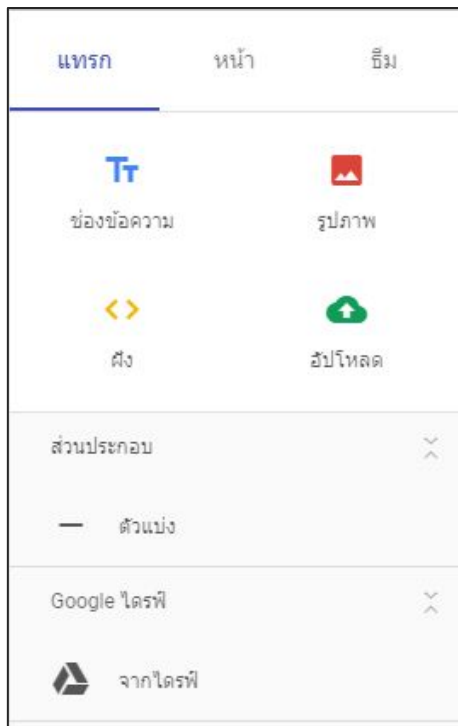 แทรก หน้า ธีม
ช่องข้อความ รูปภาพ
ฝัง อัปโหลด
ส่วนประกอบ
ตัวแบ่ง
Google ไดรฟ์
จากไดรฟ์